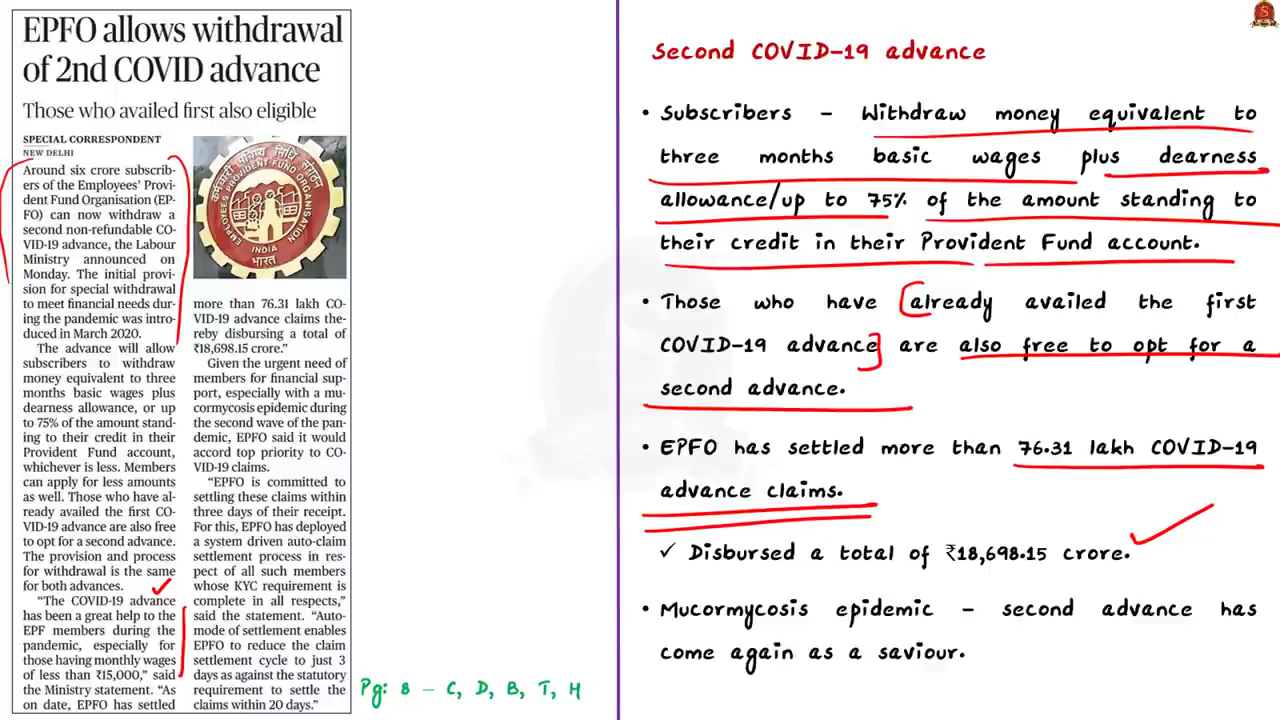 EPFO allows withdrawal
of 2nd COVID advance
Those who availed first also eligible
SPECIAL CORRESPONDENT
NEW DELHI
Around six crore subscrib-
ers of the Employees' Provi-
dent Fund Organisation (EP-
FO) can now withdraw a
second non-refundable CO-
VID-19 advance, the Labour
Ministry announced on
Monday. The initial provi-
sion for special withdrawal
to meet financial needs dur-
ing the pandemic was intro-
duced in March 2020.
The advance will allow
subscribers to withdraw
money equivalent to three
months basic wages plus
dearness allowance, or up
to 75% of the amount stand-
ing to their credit in their
Provident Fund account,
whichever is less. Members
can apply for less amounts
as well. Those who have al-
ready availed the first CO-
VID-19 advance are also free
to opt for a second advance.
The provision and process
for withdrawal is the same
for both advances.
"The COVID-19 advance
has been a great help to the
EPF members during the
pandemic, especially for
those having monthly wages
of less than ₹15,000," said
the Ministry statement. "As
on date, EPFO has settled
कर्मचारी भविष्य निधि संगठन
EMPLOYEES' PROVIDENT FUND ORGANISATION
INDIA
भारत
more than 76.31 lakh CO-
VID-19 advance claims the-
reby disbursing a total of
₹18,698.15 crore."
Given the urgent need of
members for financial sup-
port, especially with a mu-
cormycosis epidemic during
the second wave of the pan-
demic, EPFO said it would
accord top priority to CO-
VID-19 claims.
"EPFO is committed to
settling these claims within
three days of their receipt.
For this, EPFO has deployed
a system driven auto-claim
settlement process in res-
pect of all such members
whose KYC requirement is
complete in all respects,"
said the statement. "Auto-
mode of settlement enables
EPFO to reduce the claim
settlement cycle to just 3
days as against the statutory
requirement to settle the
claims within 20 days."
Pg: 8 – C, D, B, T, H
Second COVID-19 advance
• Subscribers – Withdraw money equivalent to
three months basic wages plus dearness
allowance/up to 75% of the amount standing to
their credit in their Provident Fund account.
• Those who have already availed the first
COVID-19 advance are also free to opt for a
second advance.
• EPFO has settled more than 76.31 lakh COVID-19
advance claims.
✓ Disbursed a total of ₹18,698.15 crore.
• Mucormycosis epidemic – second advance has
come again as a saviour.